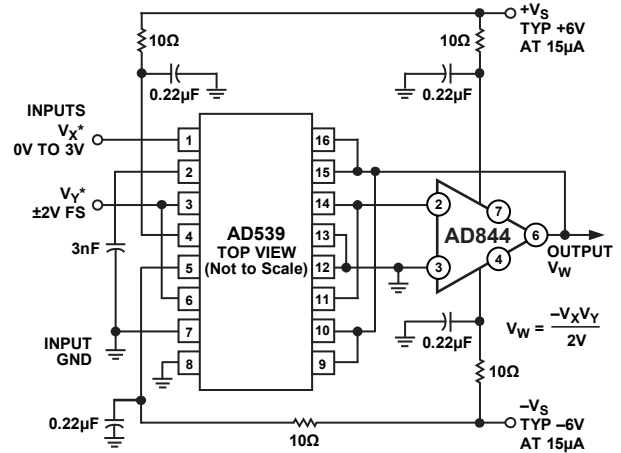 +VS
TYP +6V
AT 15µA
10Ω
10Ω
0.22µF
0.22µF
INPUTS
VX*
0V TO 3V
1
16
2
15
VY*
±2V FS
3
14
2
7
4
AD539
TOP VIEW
(Not to Scale)
13
AD844
6
OUTPUT
VW
3nF
5
12
3
4
6
11
INPUT
GND
7
10
0.22µF
VW = –VXVY
2V
8
9
10Ω
0.22µF
10Ω
–VS
TYP –6V
AT 15µA